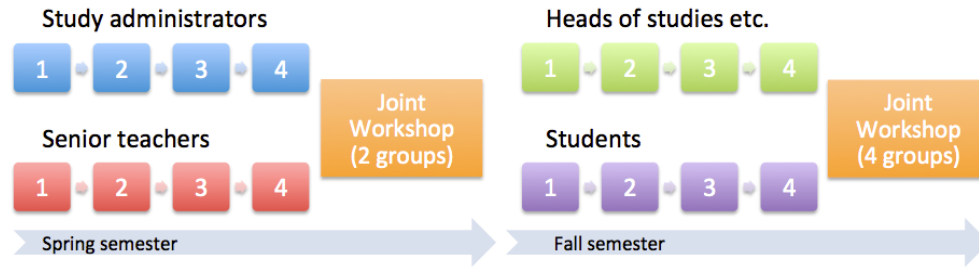 Study administrators
1 2 3 4
Senior teachers
1 2 3 4
Joint
Workshop
(2 groups)
Spring semester
Heads of studies etc.
1 2 3 4
Students
1 2 3 4
Joint
Workshop
(4 groups)
Fall semester